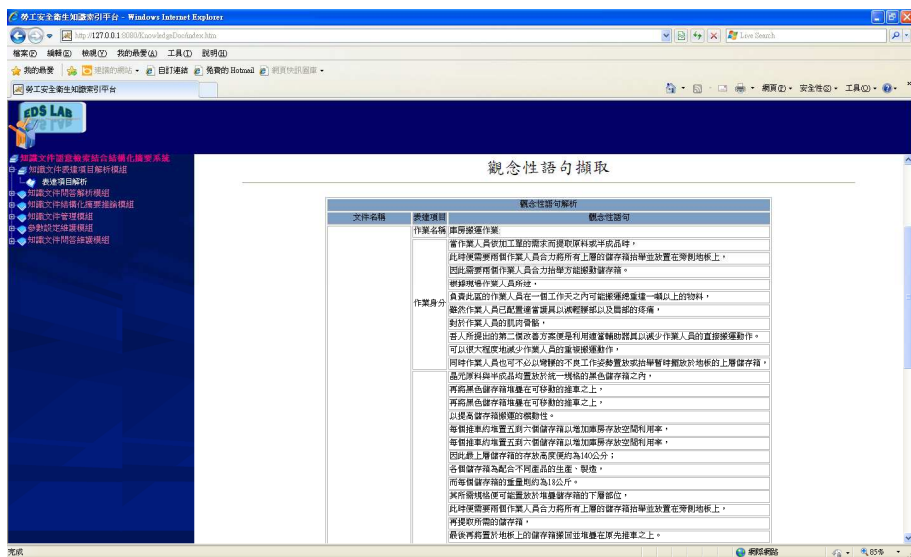 勞工安全衛生知識索引平台 - Windows Internet Explorer
http://127.0.0.1:8080/KnowledgeDoc/index.htm
Live Search
檔案(F) 編輯(E) 檢視(V) 我的最愛(A) 工具(T) 說明(H)
我的最愛 建議的網站 自訂連結 免費的 Hotmail 網頁快訊圖庫
勞工安全衛生知識索引平台
網頁(P) 安全性(S) 工具(O)
EDS LAB
知識文件語意檢索結合結構化摘要系統
知識文件表達項目解析模組
表達項目解析
知識文件問答解析模組
知識文件結構化摘要推論模組
知識文件管理模組
參數設定維護模組
知識文件問答維護模組
觀念性語句擷取
觀念性語句解析
文件名稱 表達項目 觀念性語句
作業名稱 庫房搬運作業
作業身分
當作業人員依加工單的需求而提取原料或半成品時，
此時便需要兩個作業人員合力將所有上層的儲存箱抬舉並放置在旁側地板上，
因此需要兩個作業人員合力抬舉方能搬動儲存箱。
根據現場作業人員所述，
負責此區的作業人員在一個工作天之內可能搬運總重達一噸以上的物料，
雖然作業人員已配置適當護具以減輕腰部以及肩部的疼痛，
對於作業人員的肌肉骨骼，
吾人所提出的第二個改善方案便是利用適當輔助器具以減少作業人員的直接搬運動作。
可以很大程度地減少作業人員的重複搬運動作，
同時作業人員也可不必以彎腰的不良工作姿勢置放或抬舉暫時擺放於地板的上層儲存箱，
晶元原料與半成品均置放於統一規格的黑色儲存箱之內，
再將黑色儲存箱堆疊在可移動的推車之上，
再將黑色儲存箱堆疊在可移動的推車之上，
以提高儲存箱搬運的機動性。
每個推車約堆置五到六個儲存箱以增加庫房存放空間利用率，
每個推車約堆置五到六個儲存箱以增加庫房存放空間利用率，
因此最上層儲存箱的存放高度便約為140公分；
各個儲存箱為配合不同產品的生產、製造，
而每個儲存箱的重量則約為18公斤。
其所需規格便可能置放於堆疊儲存箱的下層部位，
此時便需要兩個作業人員合力將所有上層的儲存箱抬舉並放置在旁側地板上，
再提取所需的儲存箱，
最後再將置於地板上的儲存箱搬回並堆疊在原先推車之上。
完成 網際網路 85%